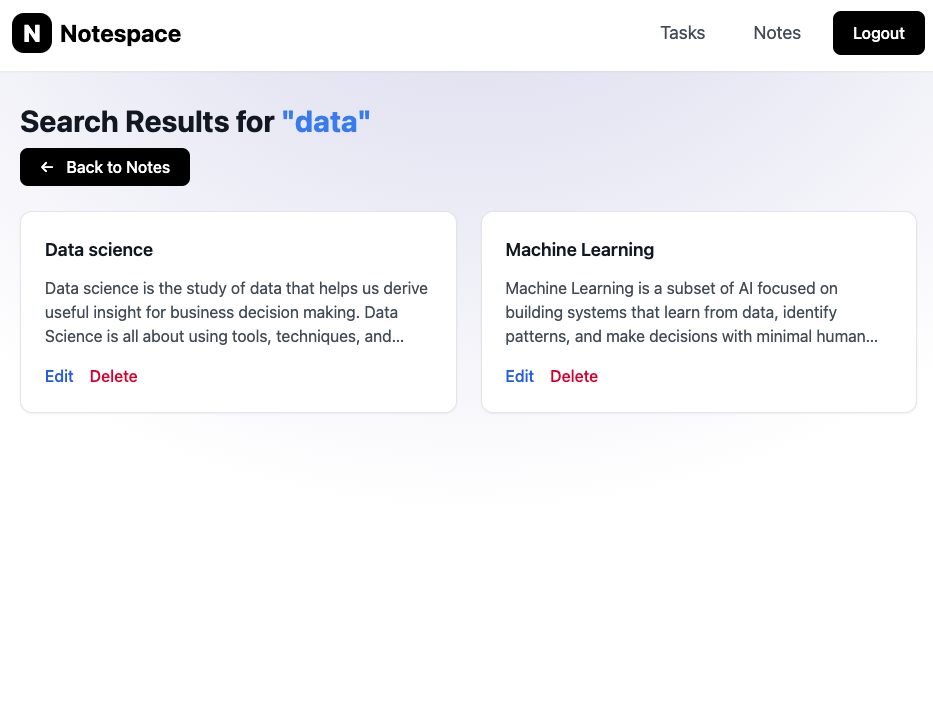 N Notespace
Tasks
Notes
Logout
Search Results for "data"
← Back to Notes
Data science
Data science is the study of data that helps us derive
useful insight for business decision making. Data
Science is all about using tools, techniques, and...
Edit Delete
Machine Learning
Machine Learning is a subset of AI focused on
building systems that learn from data, identify
patterns, and make decisions with minimal human...
Edit Delete